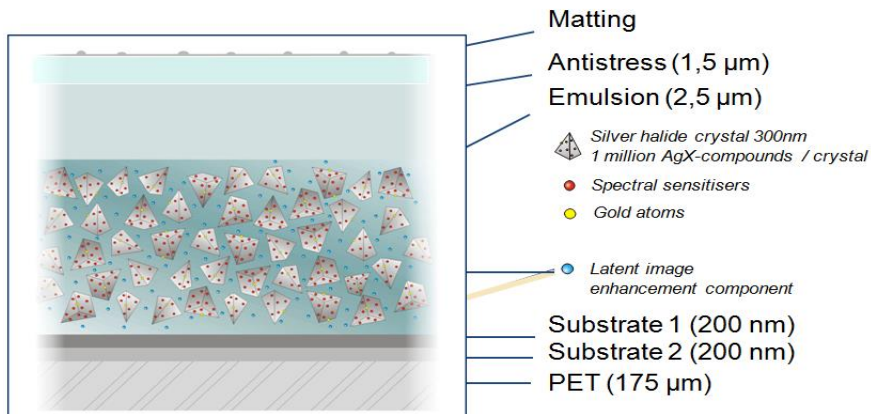 Matting
Antistress (1,5 µm)
Emulsion (2,5 µm)
Silver halide crystal 300nm
1 million AgX-compounds / crystal
Spectral sensitisers
Gold atoms
Latent image
enhancement component
Substrate 1 (200 nm)
Substrate 2 (200 nm)
PET (175 µm)